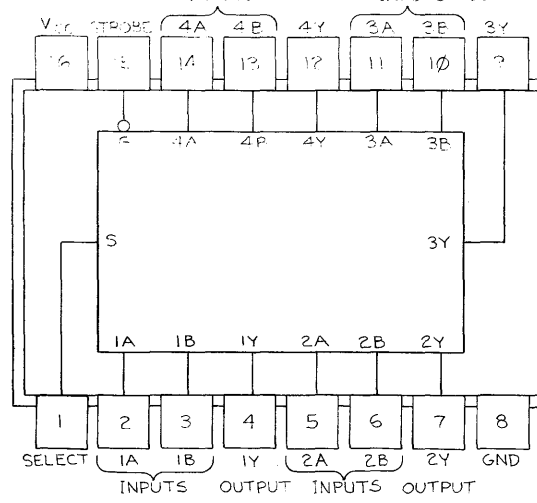 VCC STROBE 4A 4B 4Y 3A 3B 3Y
16 15 14 13 12 11 10 9
G 4A 4B 4Y 3A 3B
S 3Y
1A 1B 1Y 2A 2B 2Y
1 2 3 4 5 6 7 8
SELECT 1A 1B 1Y 2A 2B 2Y GND
INPUTS OUTPUT INPUTS OUTPUT